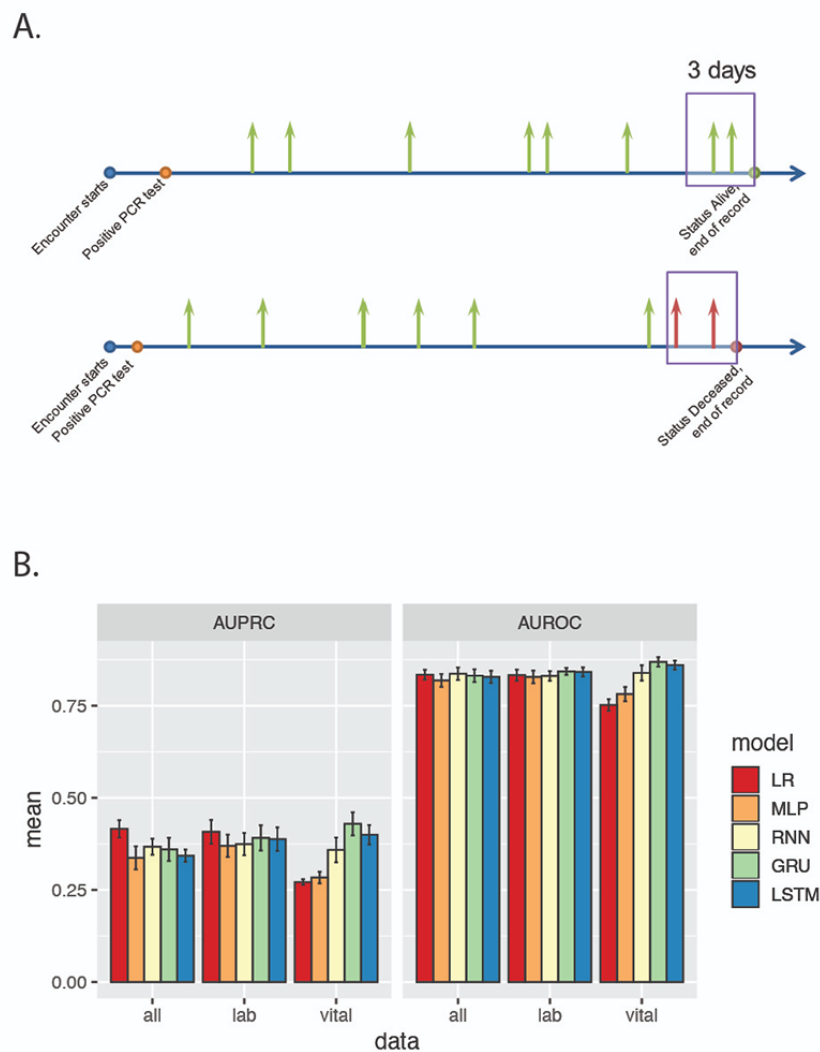 A.
3 days
Encounter starts
Positive PCR test
Status Alive,
end of record
Encounter starts
Positive PCR test
Status Deceased,
end of record
B.
AUPRC
AUROC
mean
0.75
0.50
0.25
0.00
all
lab
vital
all
lab
vital
data
model
LR
MLP
RNN
GRU
LSTM